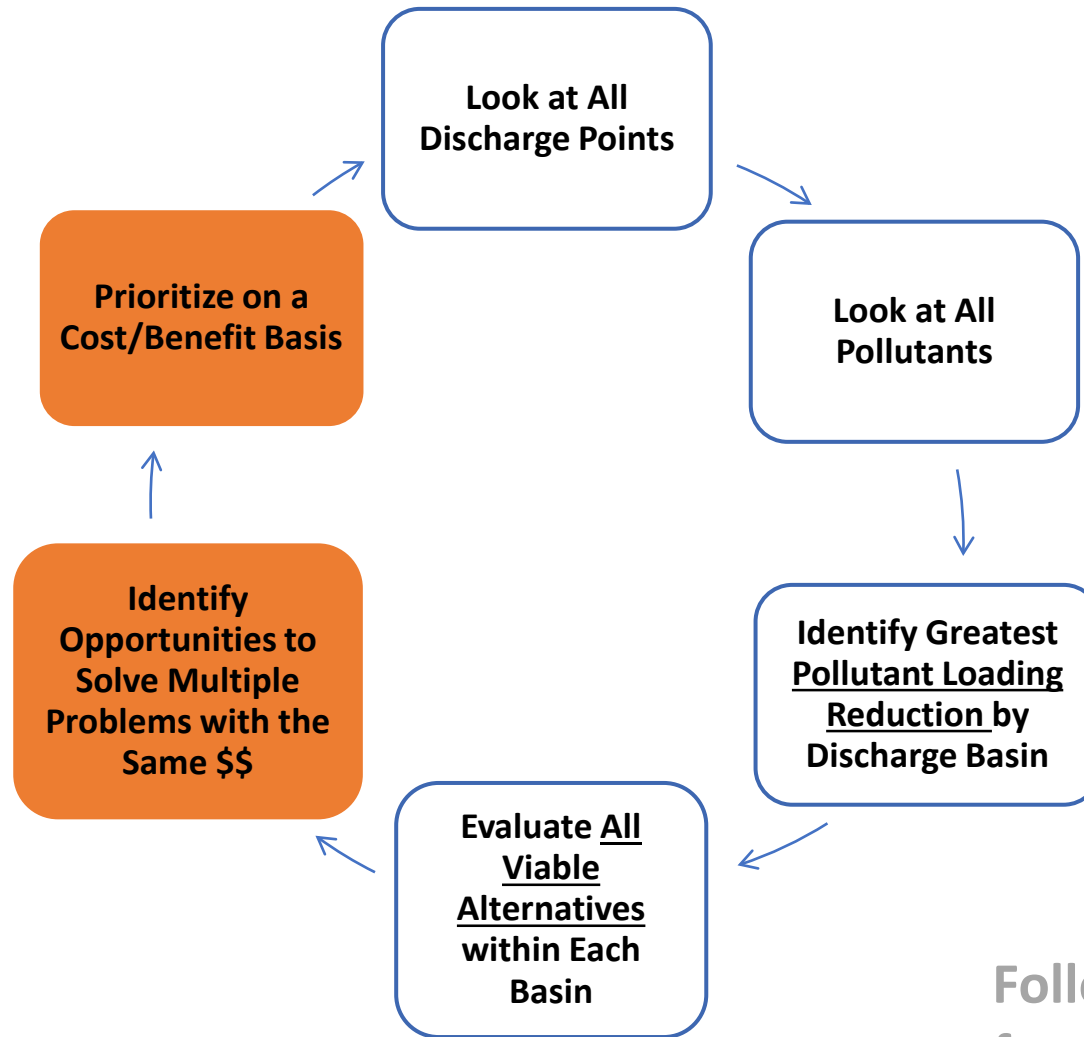 Look at All
Discharge Points
Look at All
Pollutants
Identify Greatest
Pollutant Loading
Reduction by
Discharge Basin
Evaluate All
Viable
Alternatives
within Each
Basin
Identify
Opportunities to
Solve Multiple
Problems with the
Same $$
Prioritize on a
Cost/Benefit Basis